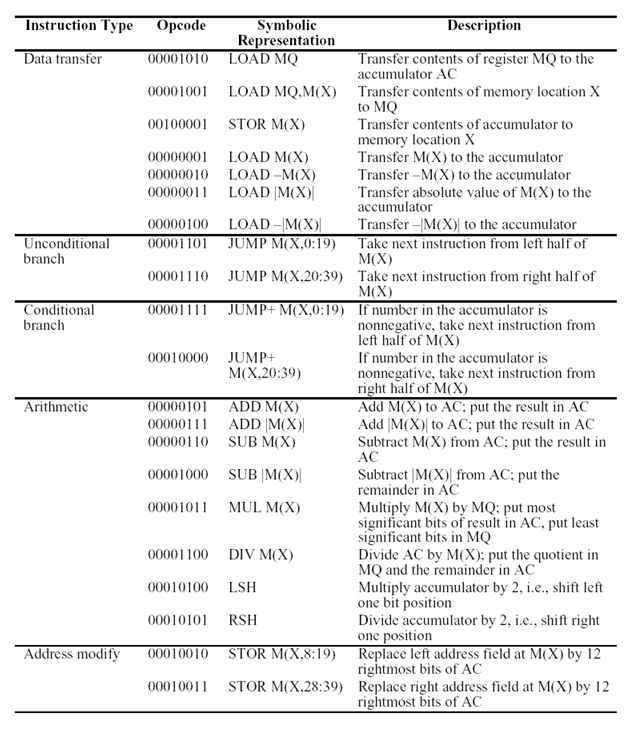 Instruction Type Opcode Symbolic Representation Description
Data transfer 00001010 LOAD MQ Transfer contents of register MQ to the
accumulator AC
00001001 LOAD MQ,M(X) Transfer contents of memory location X
to MQ
00100001 STOR M(X) Transfer contents of accumulator to
memory location X
00000001 LOAD M(X) Transfer M(X) to the accumulator
00000010 LOAD –M(X) Transfer –M(X) to the accumulator
00000011 LOAD |M(X)| Transfer absolute value of M(X) to the
accumulator
00000100 LOAD –|M(X)| Transfer –|M(X)| to the accumulator
Unconditional 00001101 JUMP M(X,0:19) Take next instruction from left half of
branch M(X)
00001110 JUMP M(X,20:39) Take next instruction from right half of
M(X)
Conditional 00001111 JUMP+ M(X,0:19) If number in the accumulator is
branch nonnegative, take next instruction from
left half of M(X)
00010000 JUMP+ If number in the accumulator is
M(X,20:39) nonnegative, take next instruction from
right half of M(X)
Arithmetic 00000101 ADD M(X) Add M(X) to AC; put the result in AC
00000111 ADD |M(X)| Add |M(X)| to AC; put the result in AC
00000110 SUB M(X) Subtract M(X) from AC; put the result in
AC
00001000 SUB |M(X)| Subtract |M(X)| from AC; put the
remainder in AC
00001011 MUL M(X) Multiply M(X) by MQ; put most
significant bits of result in AC, put least
significant bits in MQ
00001100 DIV M(X) Divide AC by M(X); put the quotient in
MQ and the remainder in AC
00010100 LSH Multiply accumulator by 2, i.e., shift left
one bit position
00010101 RSH Divide accumulator by 2, i.e., shift right
one position
Address modify 00010010 STOR M(X,8:19) Replace left address field at M(X) by 12
rightmost bits of AC
00010011 STOR M(X,28:39) Replace right address field at M(X) by 12
rightmost bits of AC